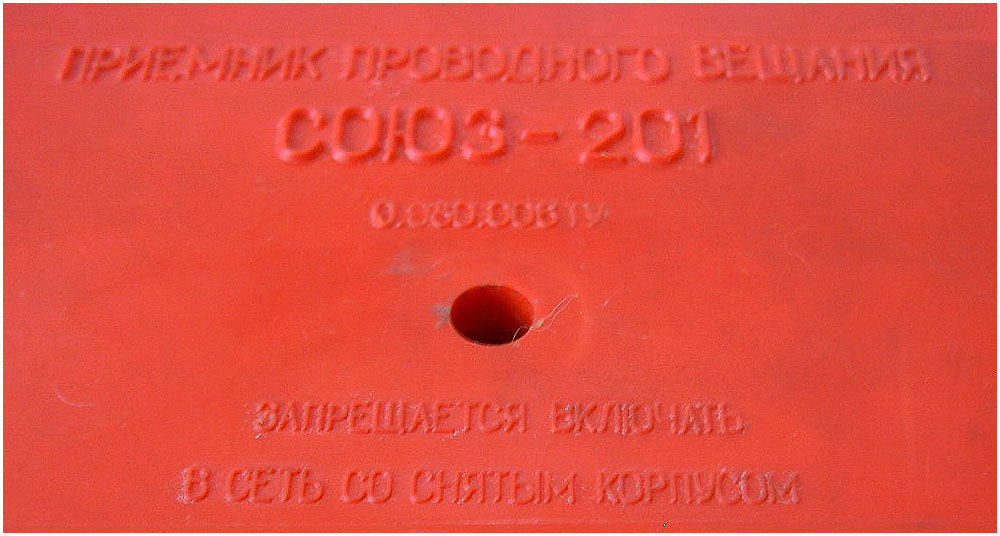 ПРИЕМНИК ПРОВОДНОГО ВЕЩАНИЯ
СОЮЗ-201
ЗАПРЕЩАЕТСЯ ВКЛЮЧАТЬ
В СЕТЬ СО СНЯТЫМ КОРПУСОМ